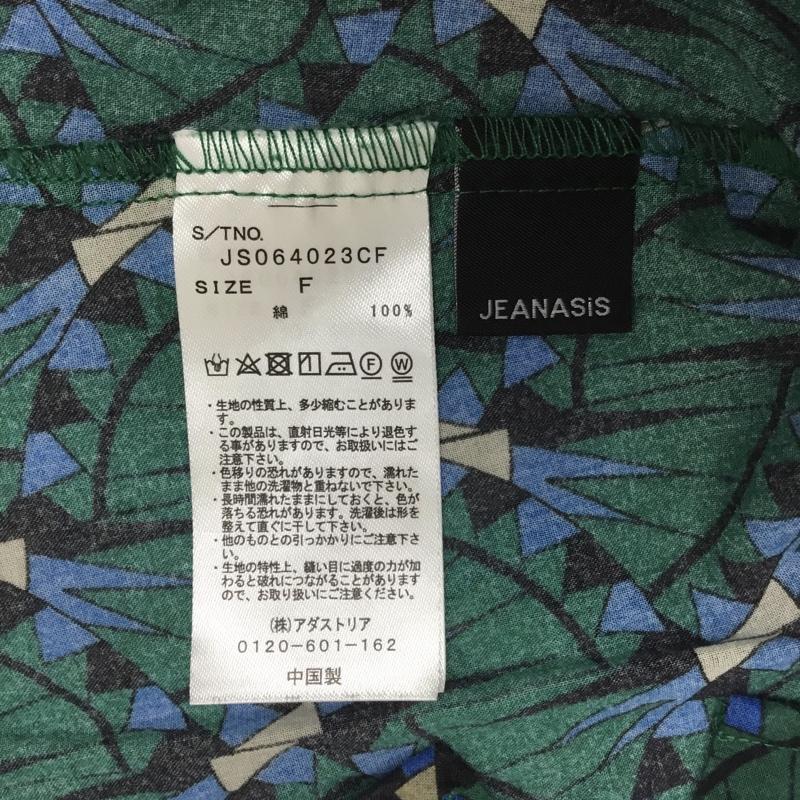 S/TNO.
JS064023CF
SIZE F
綿 100%
F W
・生地の性質上、多少縮むことがありま
す。
・この製品は、直射日光等により退色す
る事がありますので、お取扱いにはご
注意下さい。
・色移りの恐れがありますので、濡れた
まま他の洗濯物と重ねないで下さい。
・長時間濡れたままにしておくと、色が
落ちる恐れがあります。洗濯後は形を
整えて直ぐに干して下さい。
・他のものとの引っかかりにご注意下さ
い。
・生地の特性上、縫い目に過度の力が加
わると破れにつながることがあります
ので、お取り扱いにご注意下さい。
(株)アダストリア
0120-601-162
中国製
JEANASiS